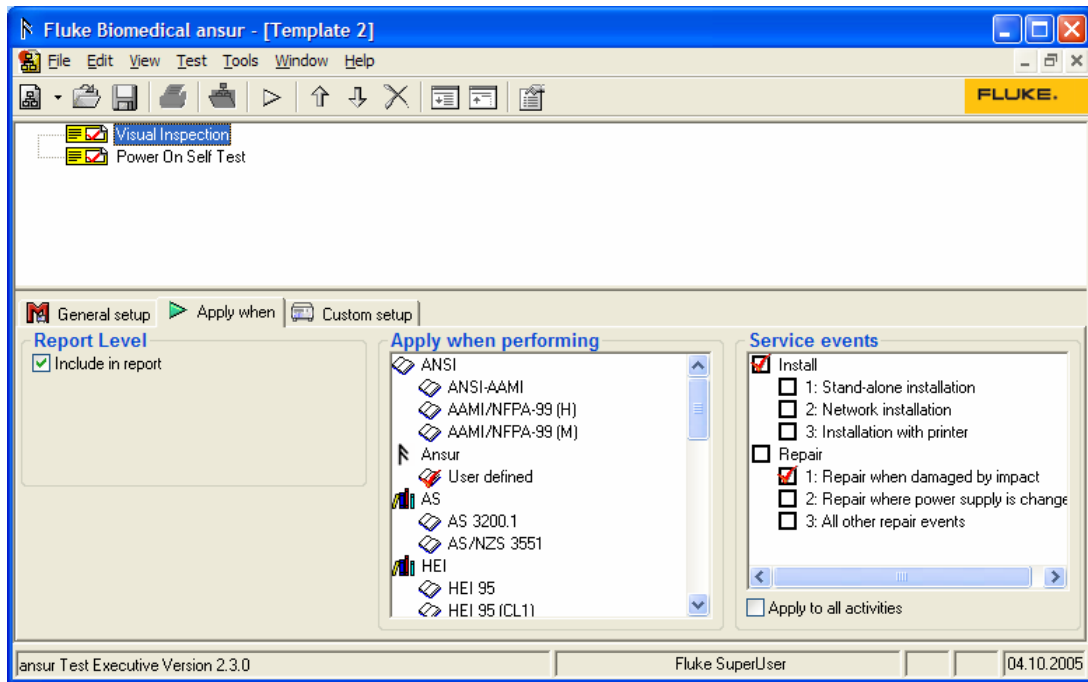 Fluke Biomedical ansur - [Template 2]
File Edit View Test Tools Window Help
FLUKE.
Visual Inspection
Power On Self Test
General setup Apply when Custom setup
Report Level
Include in report
Apply when performing
ANSI
ANSI-AAMI
AAMI/NFPA-99 (H)
AAMI/NFPA-99 (M)
Ansur
User defined
AS
AS 3200.1
AS/NZS 3551
HEI
HEI 95
HEI 95 (CL1)
Service events
Install
1: Stand-alone installation
2: Network installation
3: Installation with printer
Repair
1: Repair when damaged by impact
2: Repair where power supply is change
3: All other repair events
Apply to all activities
ansur Test Executive Version 2.3.0 Fluke SuperUser 04.10.2005